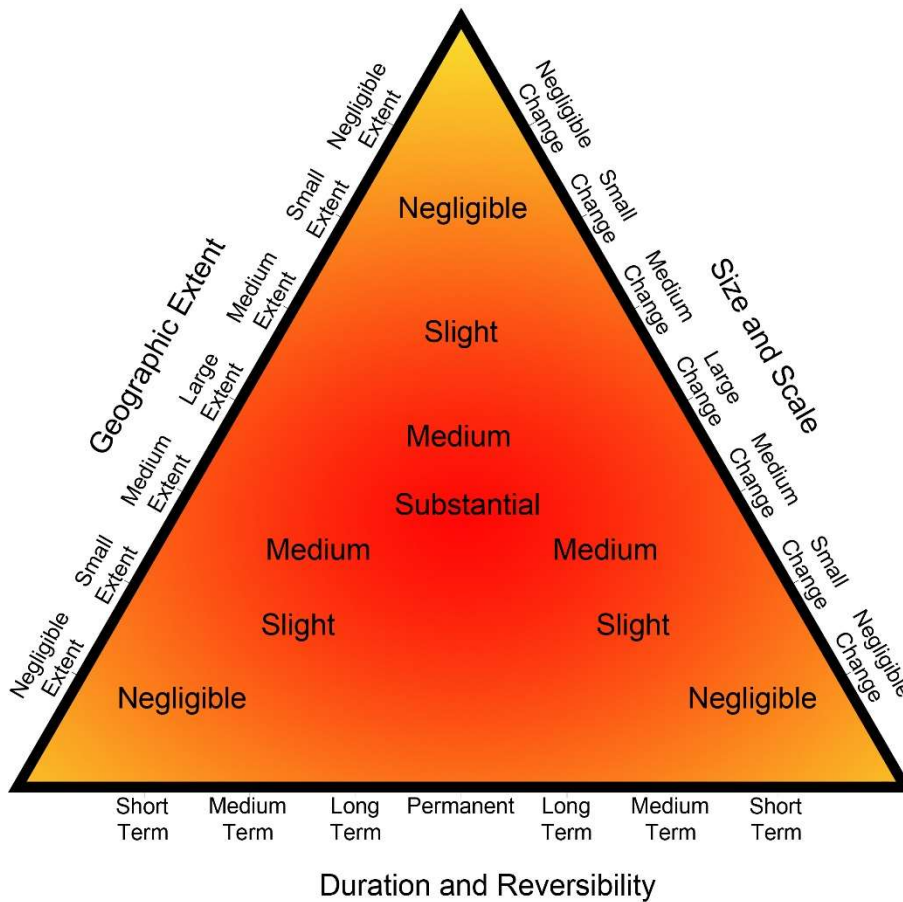 Negligible
Extent
Small
Extent
Medium
Extent
Large
Extent
Medium
Extent
Small
Extent
Negligible
Extent
Geographic Extent
Negligible
Change
Small
Change
Medium
Change
Large
Change
Medium
Change
Small
Change
Negligible
Change
Size and Scale
Negligible
Slight
Medium
Substantial
Medium
Medium
Slight
Slight
Negligible
Negligible
Short
Term
Medium
Term
Long
Term
Permanent
Long
Term
Medium
Term
Short
Term
Duration and Reversibility